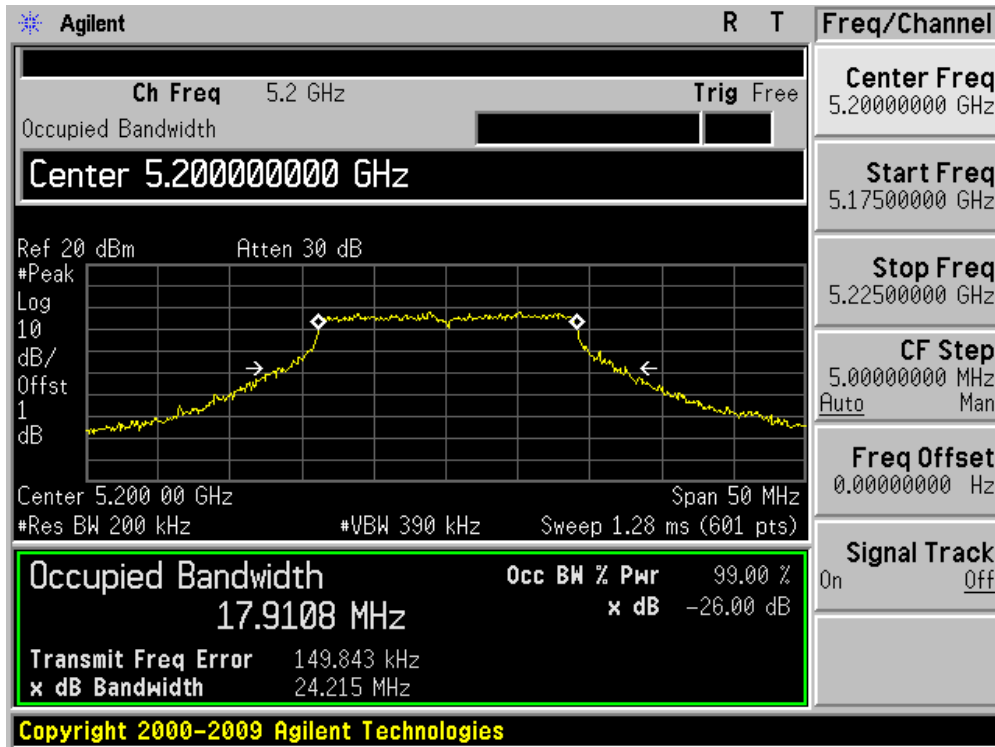 Agilent R T
Freq/Channel
Ch Freq 5.2 GHz Trig Free
Occupied Bandwidth
Center 5.200000000 GHz
Ref 20 dBm Atten 30 dB
#Peak
Log
10
dB/
Offst
1
dB
Center 5.200 00 GHz Span 50 MHz
#Res BW 200 kHz #VBW 390 kHz Sweep 1.28 ms (601 pts)
Occupied Bandwidth Occ BW % Pwr 99.00 %
17.9108 MHz x dB -26.00 dB
Transmit Freq Error 149.843 kHz
x dB Bandwidth 24.215 MHz
Copyright 2000-2009 Agilent Technologies
Center Freq
5.20000000 GHz
Start Freq
5.17500000 GHz
Stop Freq
5.22500000 GHz
CF Step
5.00000000 MHz
Auto Man
Freq Offset
0.00000000 Hz
Signal Track
On Off